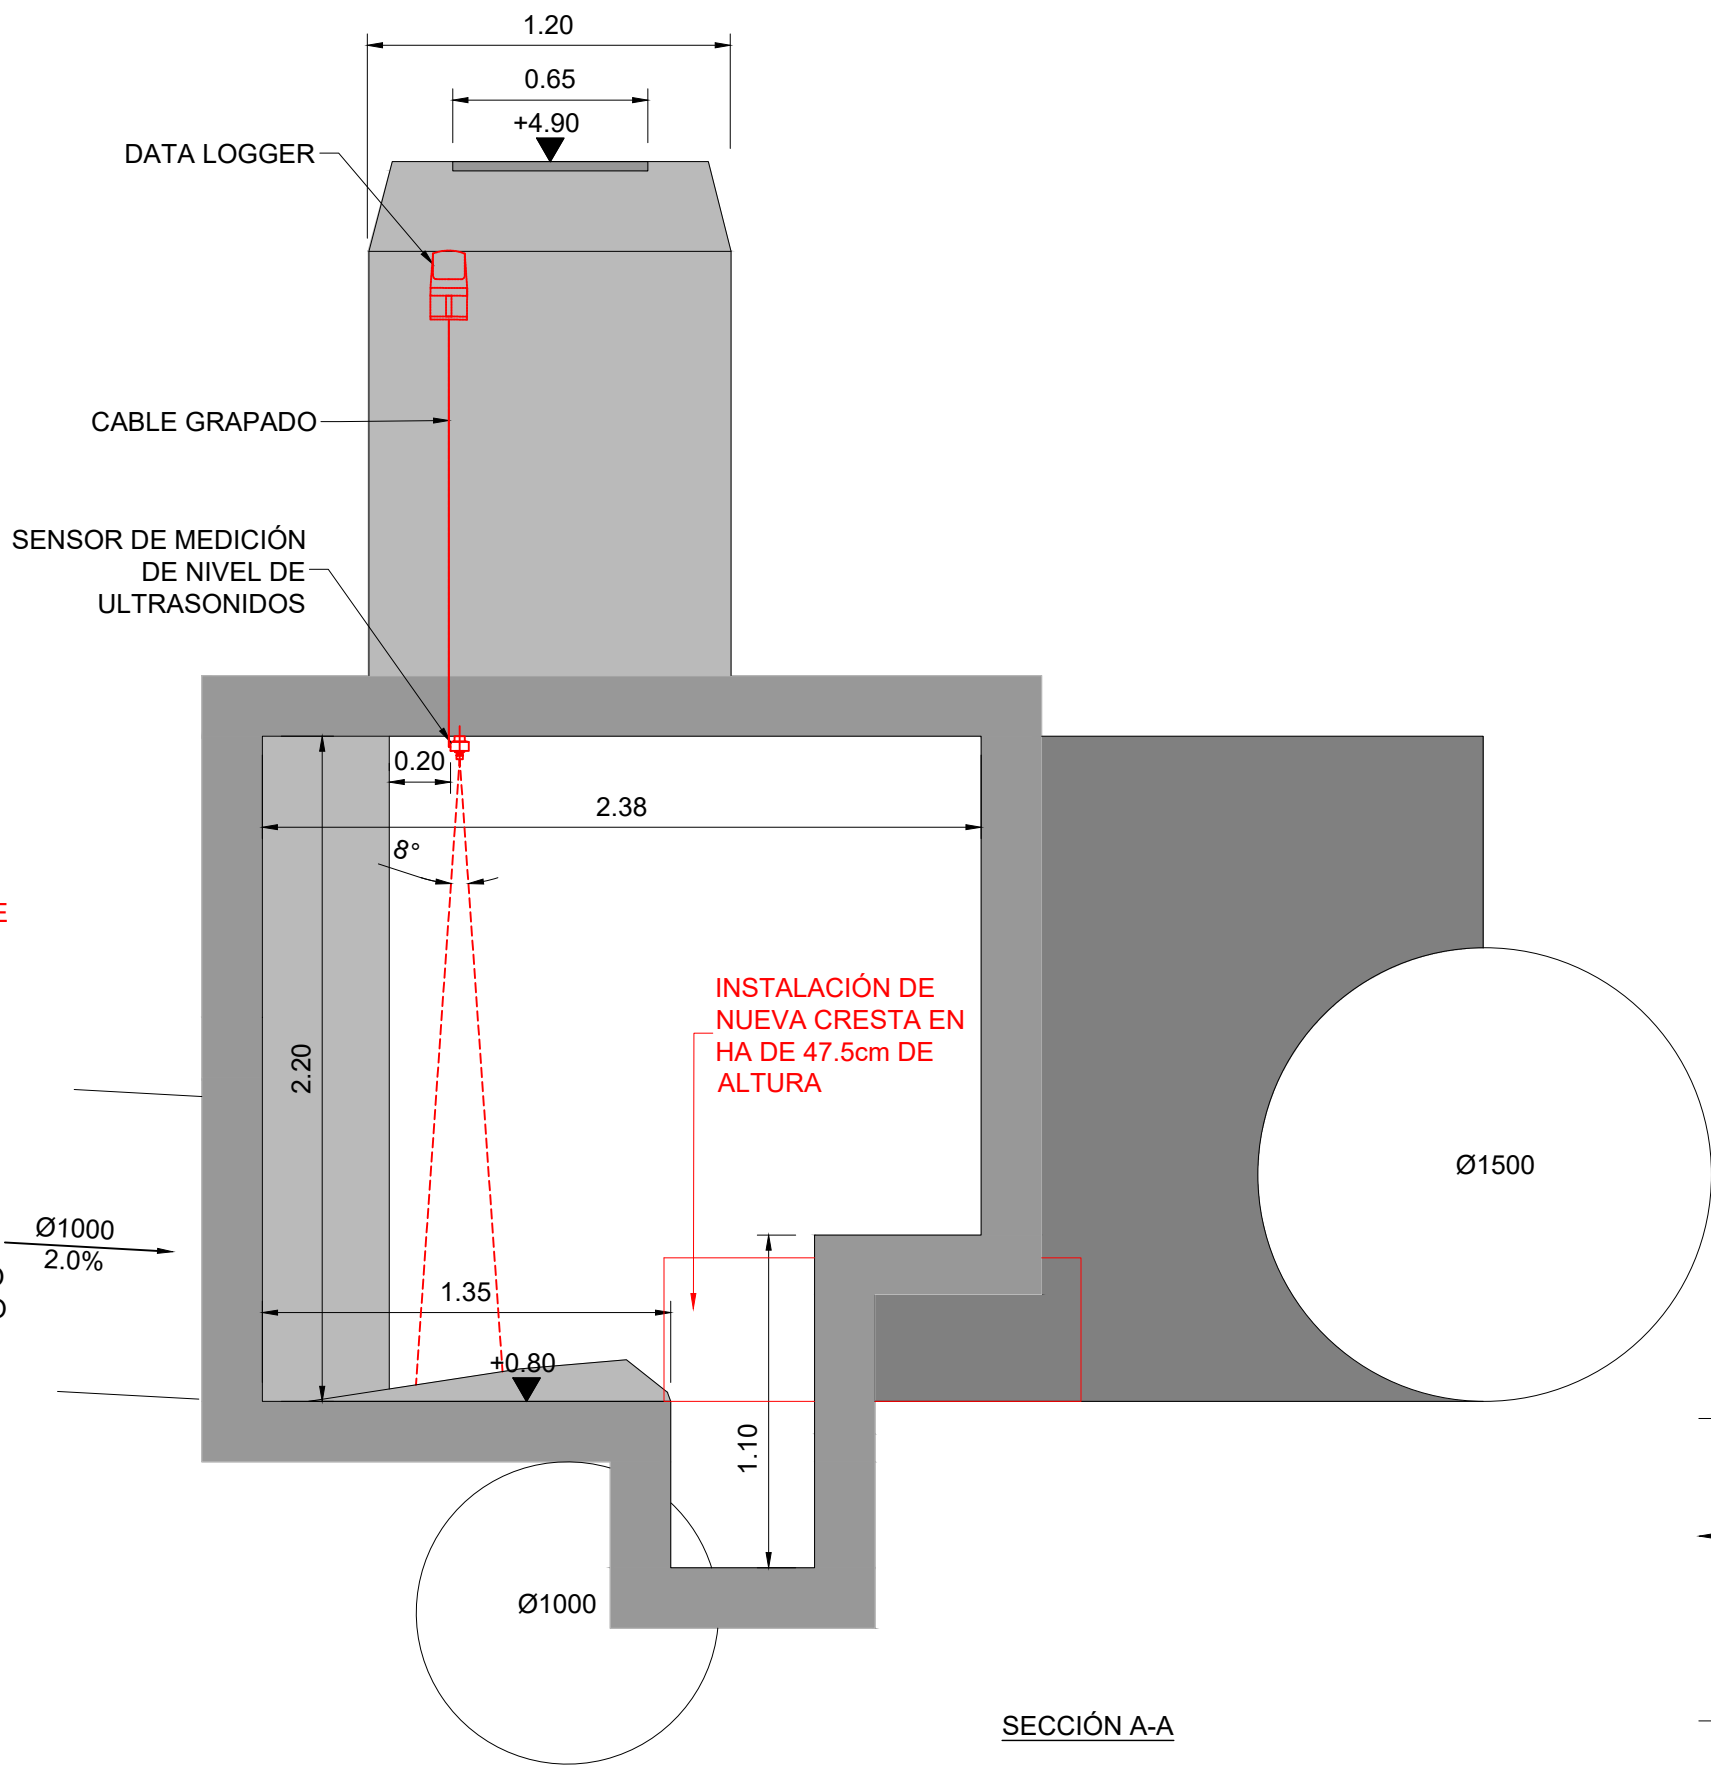 1.20
0.65
+4.90
DATA LOGGER
CABLE GRAPADO
SENSOR DE MEDICIÓN
DE NIVEL DE
ULTRASONIDOS
0.20
2.38
8°
E
INSTALACIÓN DE
NUEVA CRESTA EN
HA DE 47.5cm DE
ALTURA
2.20
Ø1500
Ø1000
2.0%
O
O
1.35
+0.80
1.10
Ø1000
SECCIÓN A-A